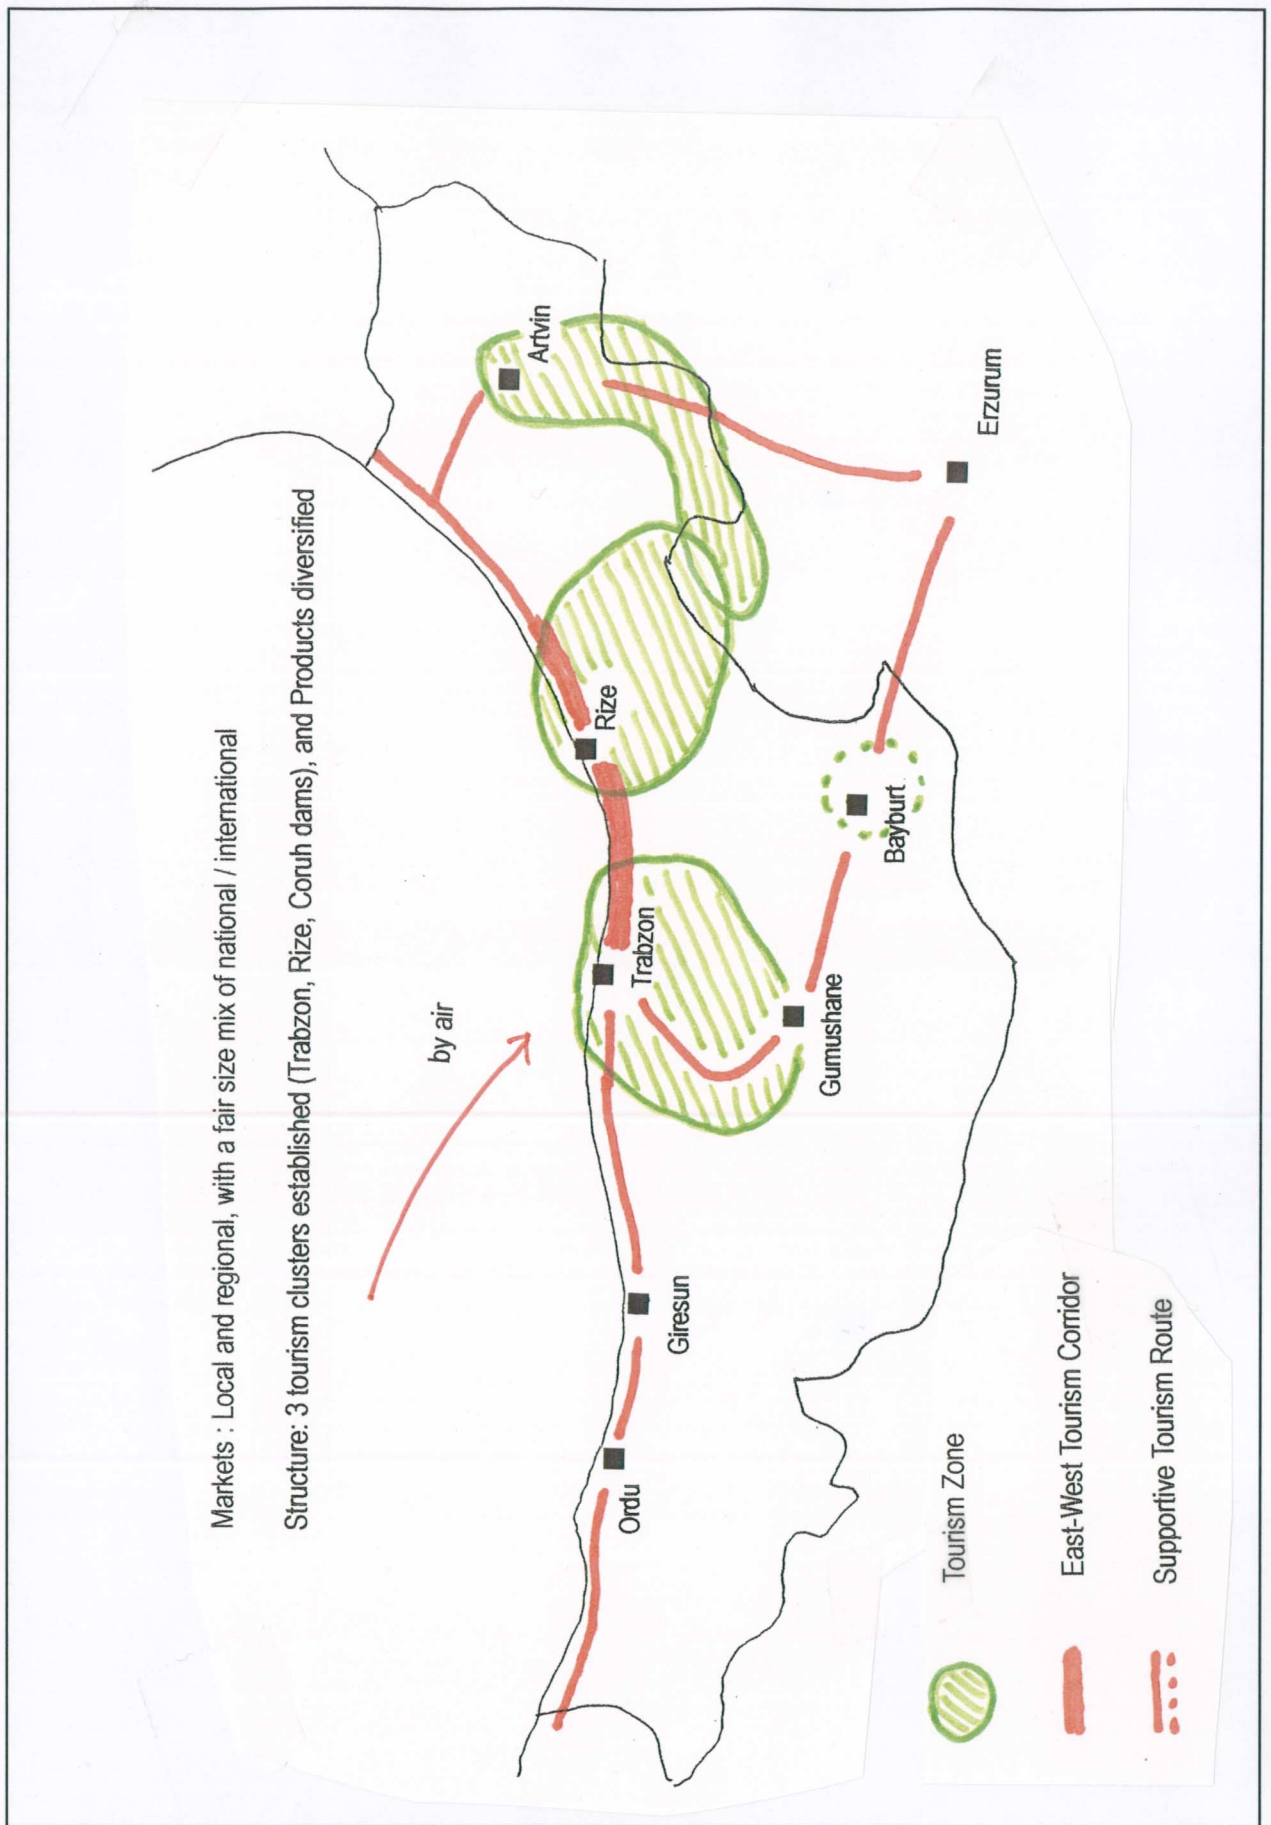 Markets : Local and regional, with a fair size mix of national / international
Structure: 3 tourism clusters established (Trabzon, Rize, Coruh dams), and Products diversified
by air
Artvin
Rize
Trabzon
Giresun
Ordu
Gumushane
Bayburt
Erzurum
Tourism Zone
East-West Tourism Corridor
Supportive Tourism Route